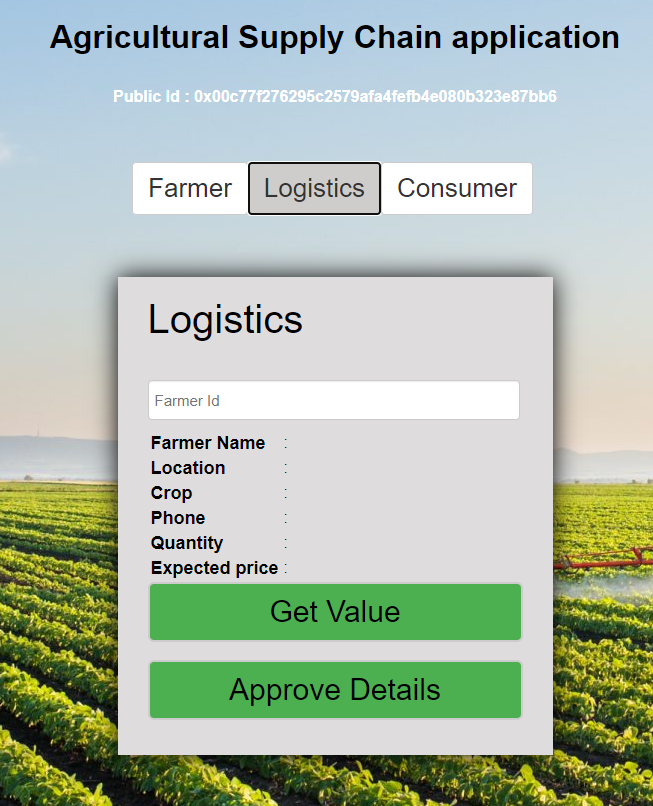 Agricultural Supply Chain application
Public Id : 0x00c77f276295c2579afa4fefb4e080b323e87bb6
Farmer Logistics Consumer
Logistics
Farmer Id
Farmer Name :
Location :
Crop :
Phone :
Quantity :
Expected price :
Get Value
Approve Details